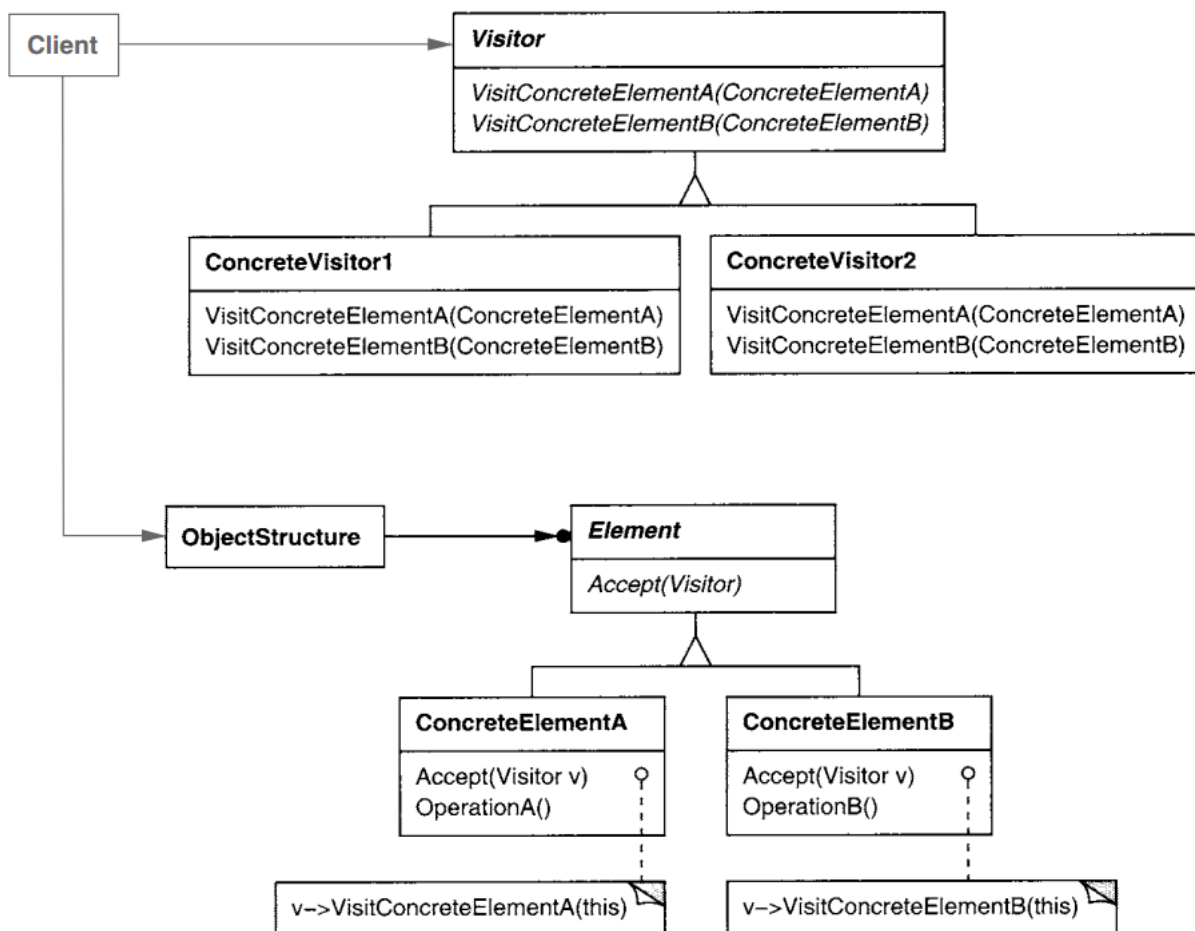 Client
Visitor
VisitConcreteElementA(ConcreteElementA)
VisitConcreteElementB(ConcreteElementB)
ConcreteVisitor1
VisitConcreteElementA(ConcreteElementA)
VisitConcreteElementB(ConcreteElementB)
ConcreteVisitor2
VisitConcreteElementA(ConcreteElementA)
VisitConcreteElementB(ConcreteElementB)
ObjectStructure
Element
Accept(Visitor)
ConcreteElementA
Accept(Visitor v)
OperationA()
ConcreteElementB
Accept(Visitor v)
OperationB()
v–>VisitConcreteElementA(this)
v–>VisitConcreteElementB(this)